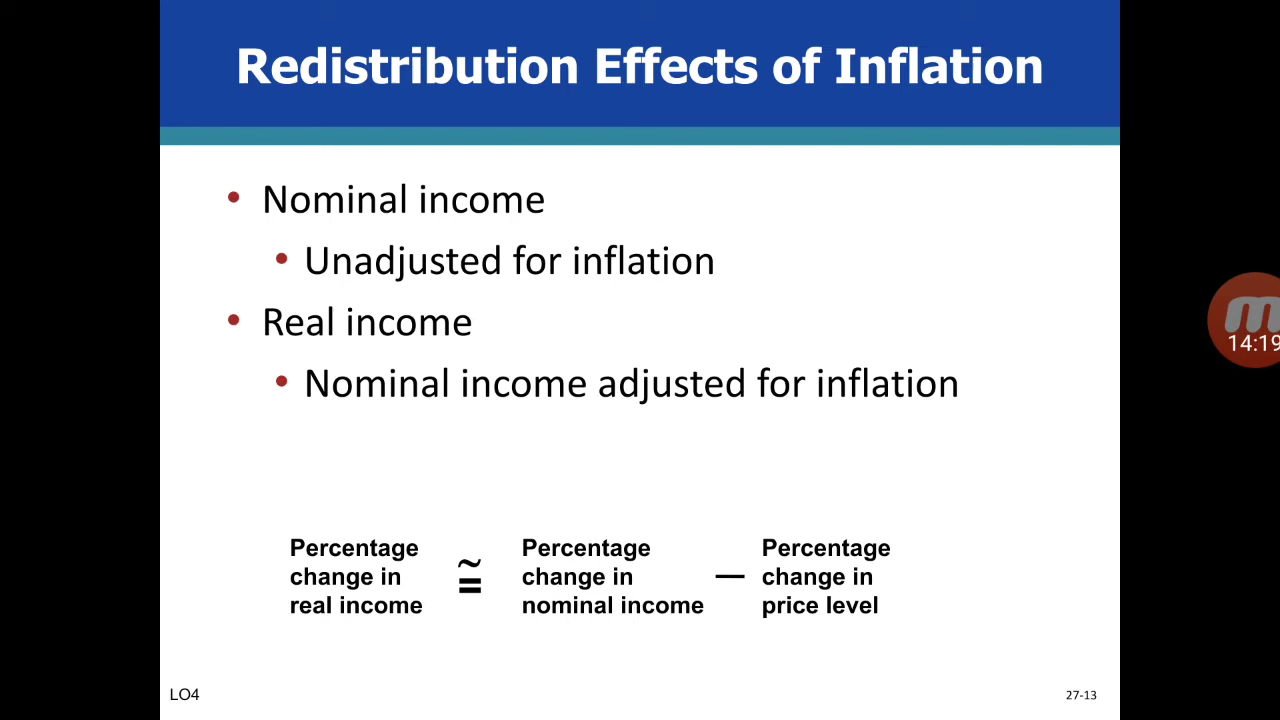 Redistribution Effects of Inflation
• Nominal income
• Unadjusted for inflation
• Real income
• Nominal income adjusted for inflation
Percentage change in real income ≅ Percentage change in nominal income — Percentage change in price level
LO4
27-13
14:19